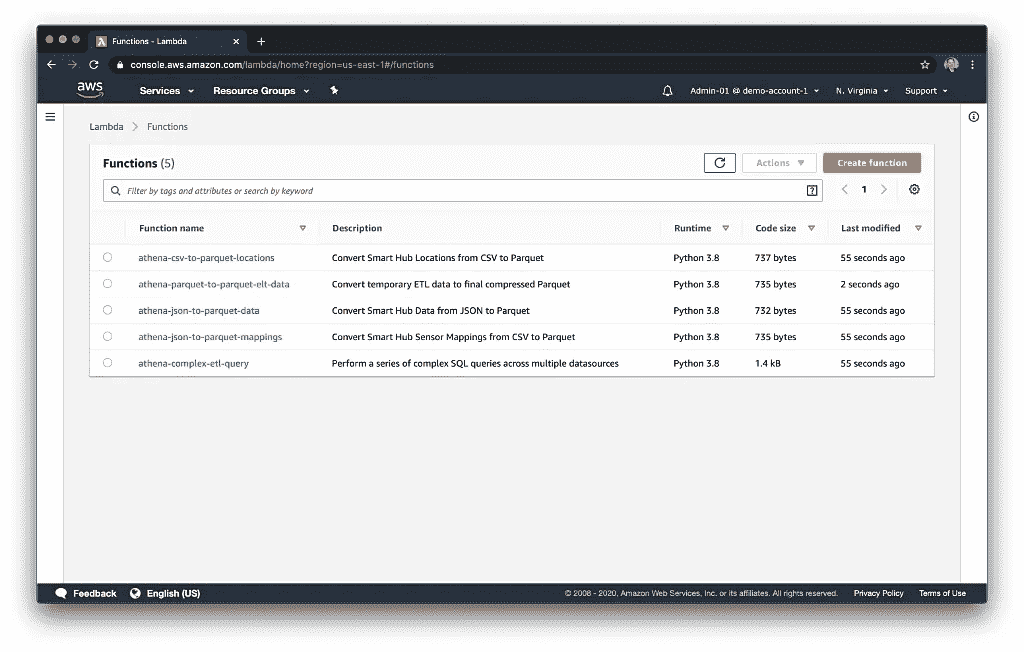 Functions - Lambda
console.aws.amazon.com/lambda/home?region=us-east-1#/functions
aws Services Resource Groups Admin-01 @ demo-account-1 N. Virginia Support
Lambda > Functions
Functions (5) Actions Create function
Filter by tags and attributes or search by keyword 1
Function name Description Runtime Code size Last modified
athena-csv-to-parquet-locations Convert Smart Hub Locations from CSV to Parquet Python 3.8 737 bytes 55 seconds ago
athena-parquet-to-parquet-elt-data Convert temporary ETL data to final compressed Parquet Python 3.8 735 bytes 2 seconds ago
athena-json-to-parquet-data Convert Smart Hub Data from JSON to Parquet Python 3.8 732 bytes 55 seconds ago
athena-json-to-parquet-mappings Convert Smart Hub Sensor Mappings from CSV to Parquet Python 3.8 735 bytes 55 seconds ago
athena-complex-etl-query Perform a series of complex SQL queries across multiple datasources Python 3.8 1.4 kB 55 seconds ago
Feedback English (US) © 2008 - 2020, Amazon Web Services, Inc. or its affiliates. All rights reserved. Privacy Policy Terms of Use